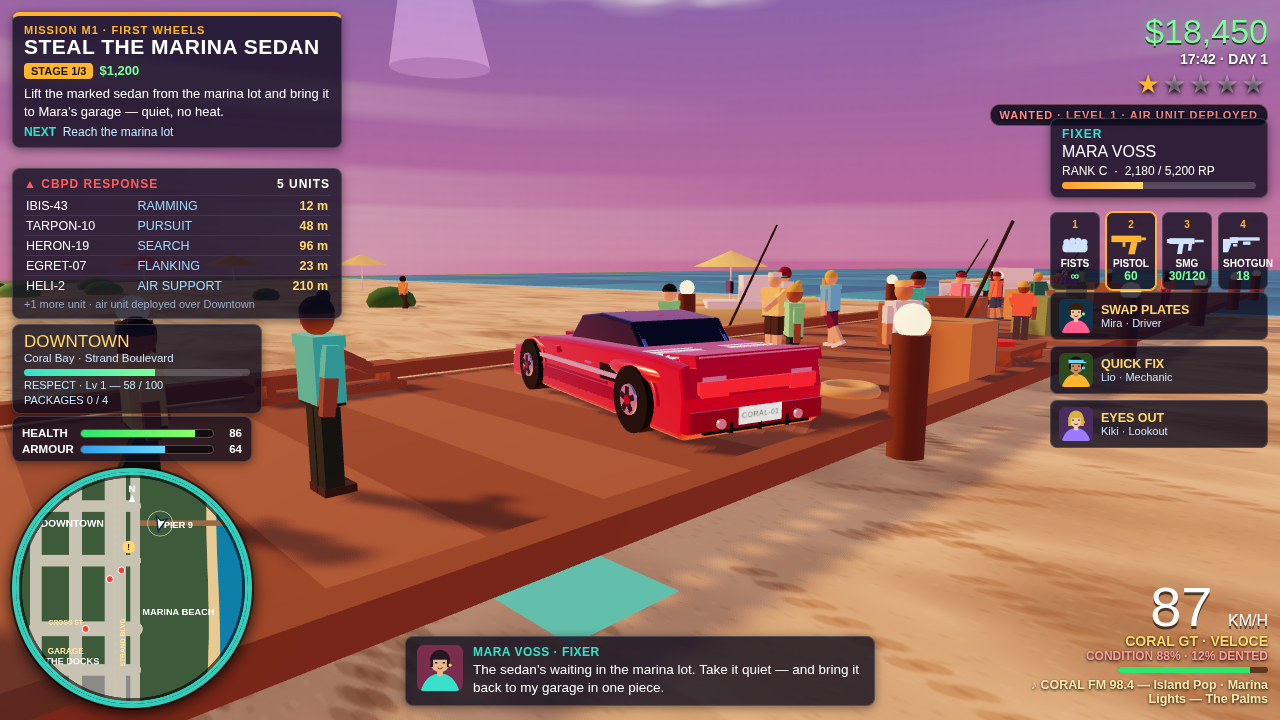 MISSION M1 · FIRST WHEELS
STEAL THE MARINA SEDAN
STAGE 1/3 $1,200
Lift the marked sedan from the marina lot and bring it
to Mara's garage — quiet, no heat.
NEXT Reach the marina lot
▲ CBPD RESPONSE 5 UNITS
IBIS-43 RAMMING 12 m
TARPON-10 PURSUIT 48 m
HERON-19 SEARCH 96 m
EGRET-07 FLANKING 23 m
HELI-2 AIR SUPPORT 210 m
+1 more unit · air unit deployed over Downtown
DOWNTOWN
Coral Bay · Strand Boulevard
RESPECT · Lv 1 — 58 / 100
PACKAGES 0 / 4
HEALTH 86
ARMOUR 64
N
DOWNTOWN
PIER 9
!
MARINA BEACH
CROSS ST
STRAND BLVD
GARAGE
THE DOCKS
$18,450
17:42 · DAY 1
WANTED · LEVEL 1 · AIR UNIT DEPLOYED
FIXER
MARA VOSS
RANK C · 2,180 / 5,200 RP
1 2 3 4
FISTS PISTOL SMG SHOTGUN
∞ 60 30/120 18
SWAP PLATES
Mira · Driver
QUICK FIX
Lio · Mechanic
EYES OUT
Kiki · Lookout
CORAL-01
MARA VOSS · FIXER
The sedan's waiting in the marina lot. Take it quiet — and bring it
back to my garage in one piece.
87 KM/H
CORAL GT · VELOCE
CONDITION 88% · 12% DENTED
♪ CORAL FM 98.4 — Island Pop · Marina
Lights — The Palms